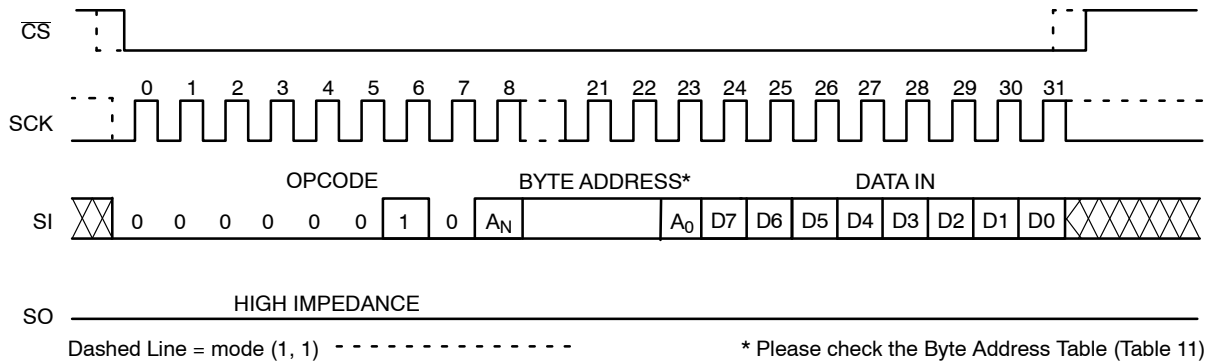 CS
0 1 2 3 4 5 6 7 8 21 22 23 24 25 26 27 28 29 30 31
SCK
OPCODE BYTE ADDRESS* DATA IN
SI 0 0 0 0 0 0 1 0 AN A0 D7 D6 D5 D4 D3 D2 D1 D0
HIGH IMPEDANCE
SO
Dashed Line = mode (1, 1) * Please check the Byte Address Table (Table 11)